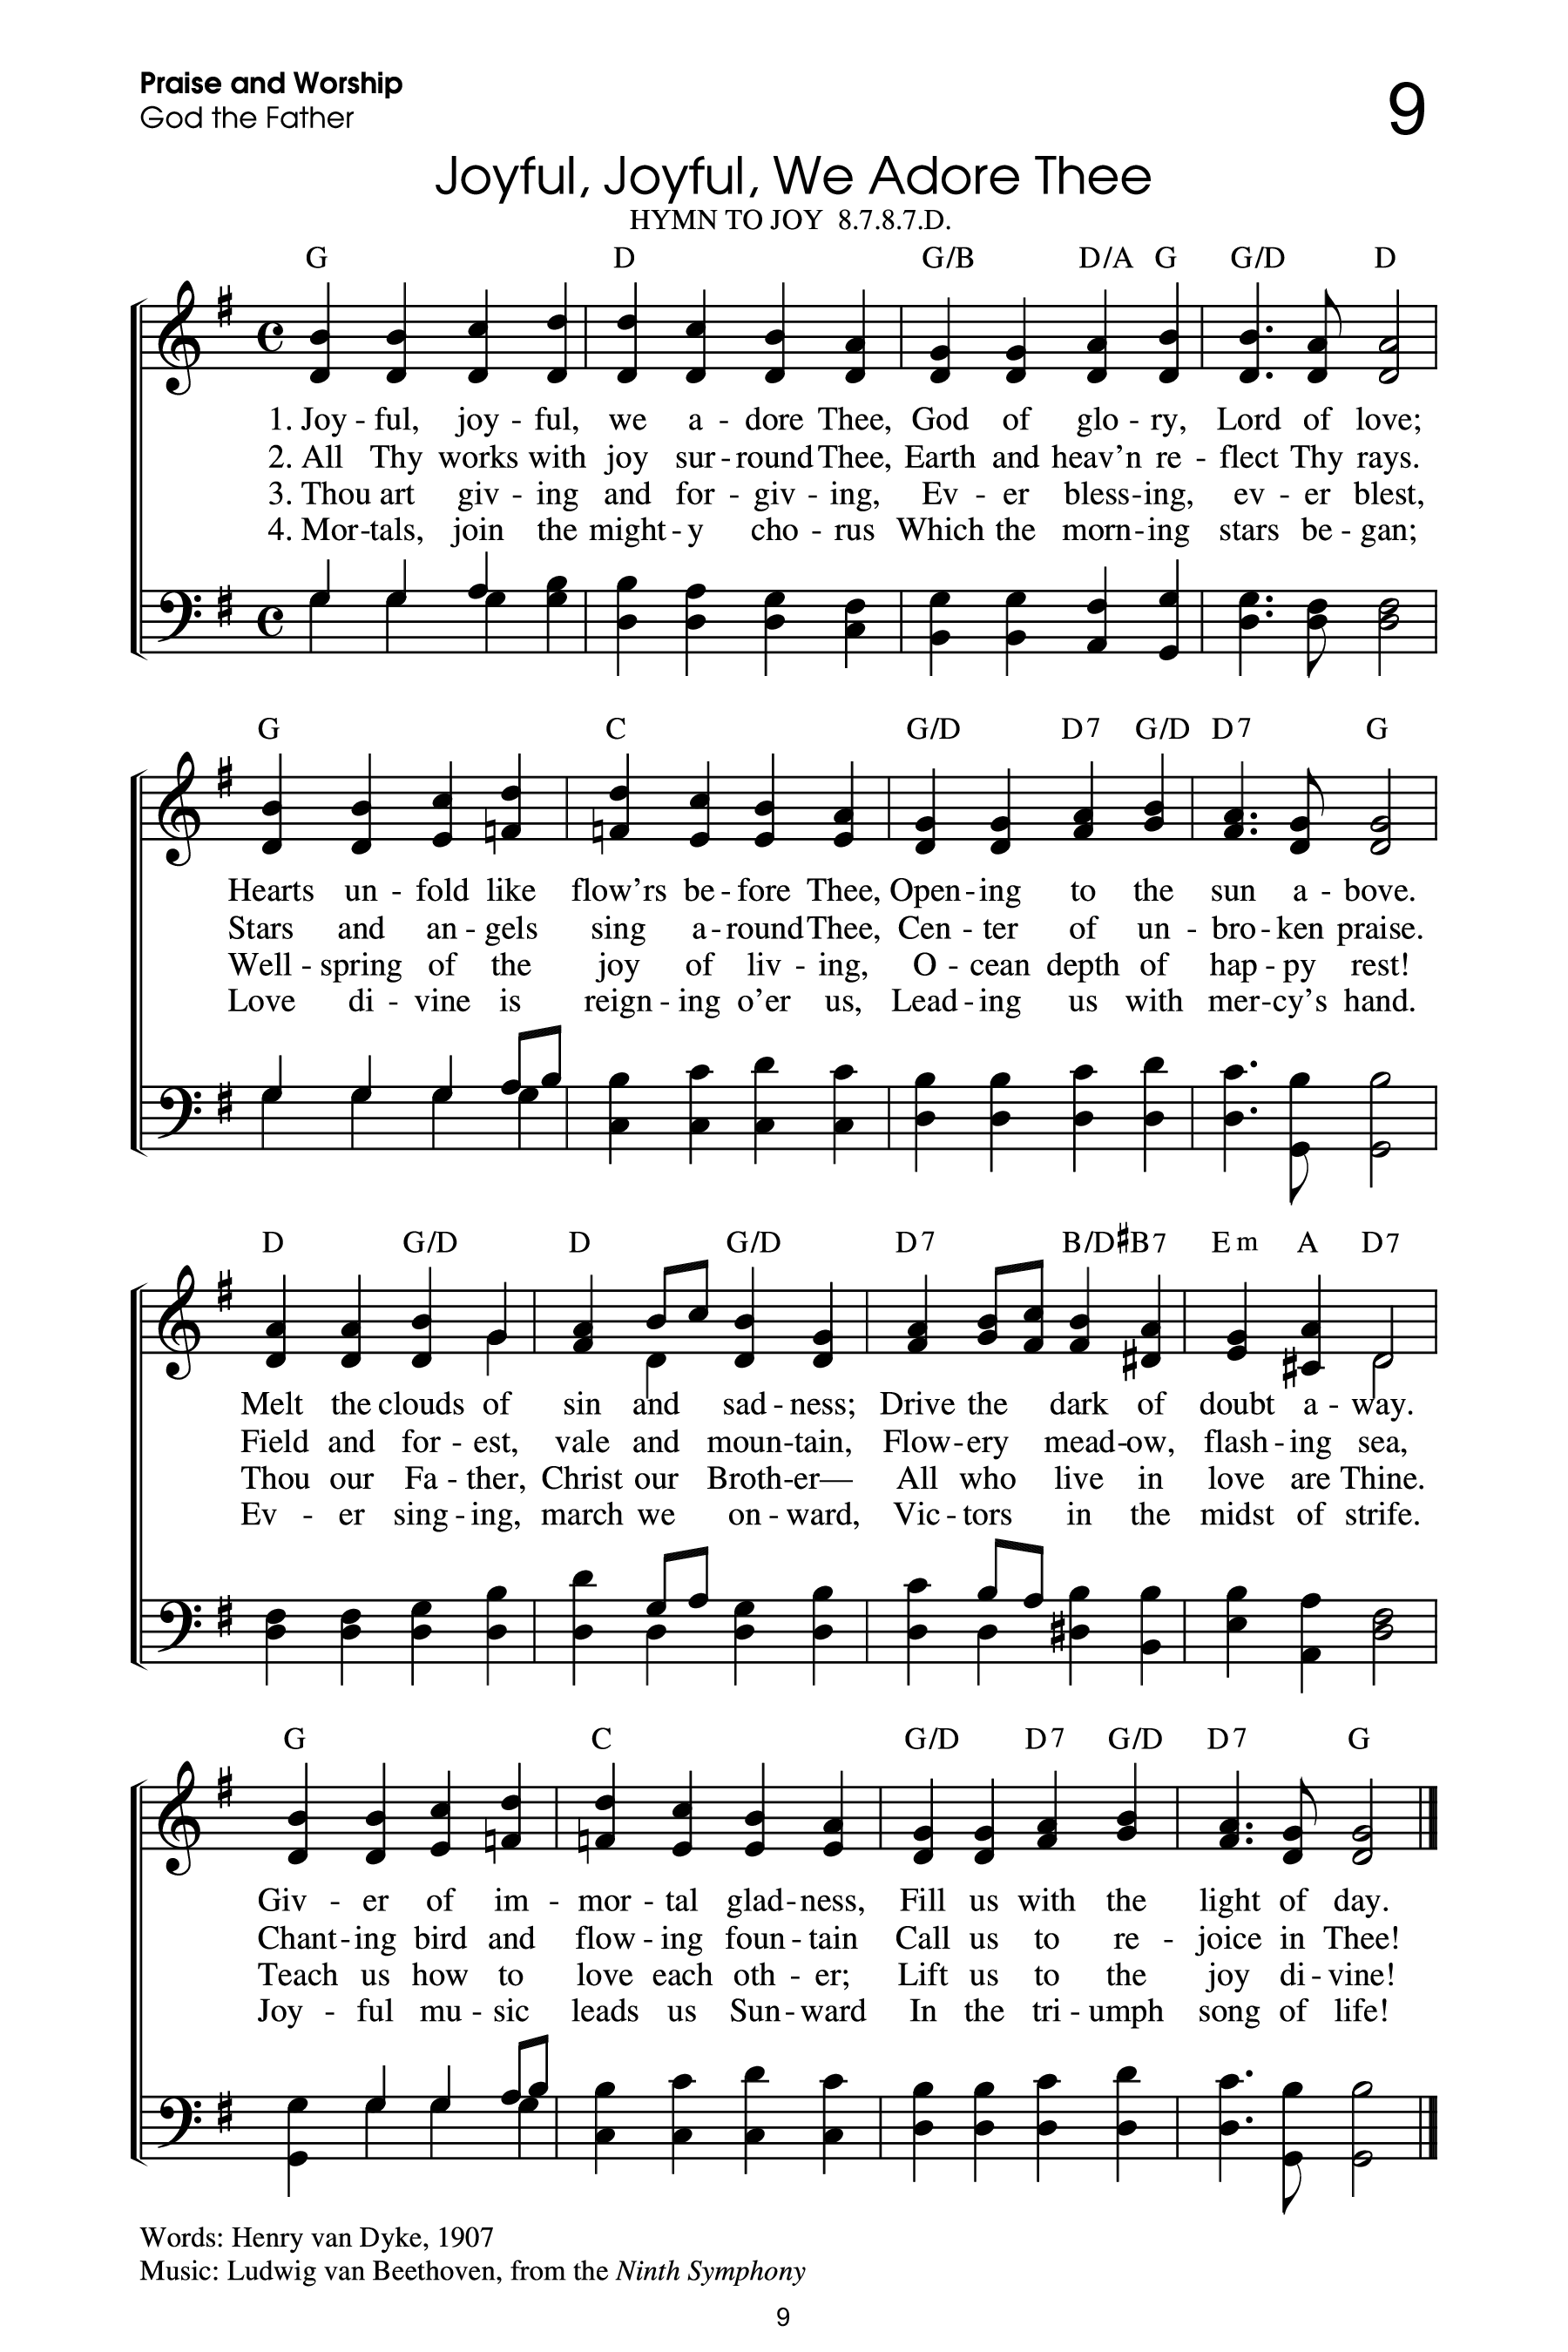 Praise and Worship
God the Father
9
Joyful, Joyful, We Adore Thee
HYMN TO JOY 8.7.8.7.D.
G D G/B D/A G G/D D
1. Joy - ful, joy - ful, we a - dore Thee, God of glo - ry, Lord of love;
2. All Thy works with joy sur - round Thee, Earth and heav’n re - flect Thy rays.
3. Thou art giv - ing and for - giv - ing, Ev - er bless - ing, ev - er blest,
4. Mor - tals, join the might - y cho - rus Which the morn - ing stars be - gan;
G C G/D D7 G/D D7 G
Hearts un - fold like flow’rs be - fore Thee, Open - ing to the sun a - bove.
Stars and an - gels sing a - round Thee, Cen - ter of un - bro - ken praise.
Well - spring of the joy of liv - ing, O - cean depth of hap - py rest!
Love di - vine is reign - ing o’er us, Lead - ing us with mer - cy’s hand.
D G/D D G/D D7 B/D♯ B7 Em A D7
Melt the clouds of sin and sad - ness; Drive the dark of doubt a - way.
Field and for - est, vale and moun - tain, Flow - ery mead - ow, flash - ing sea,
Thou our Fa - ther, Christ our Broth - er— All who live in love are Thine.
Ev - er sing - ing, march we on - ward, Vic - tors in the midst of strife.
G C G/D D7 G/D D7 G
Giv - er of im - mor - tal glad - ness, Fill us with the light of day.
Chant - ing bird and flow - ing foun - tain Call us to re - joice in Thee!
Teach us how to love each oth - er; Lift us to the joy di - vine!
Joy - ful mu - sic leads us Sun - ward In the tri - umph song of life!
Words: Henry van Dyke, 1907
Music: Ludwig van Beethoven, from the Ninth Symphony
9